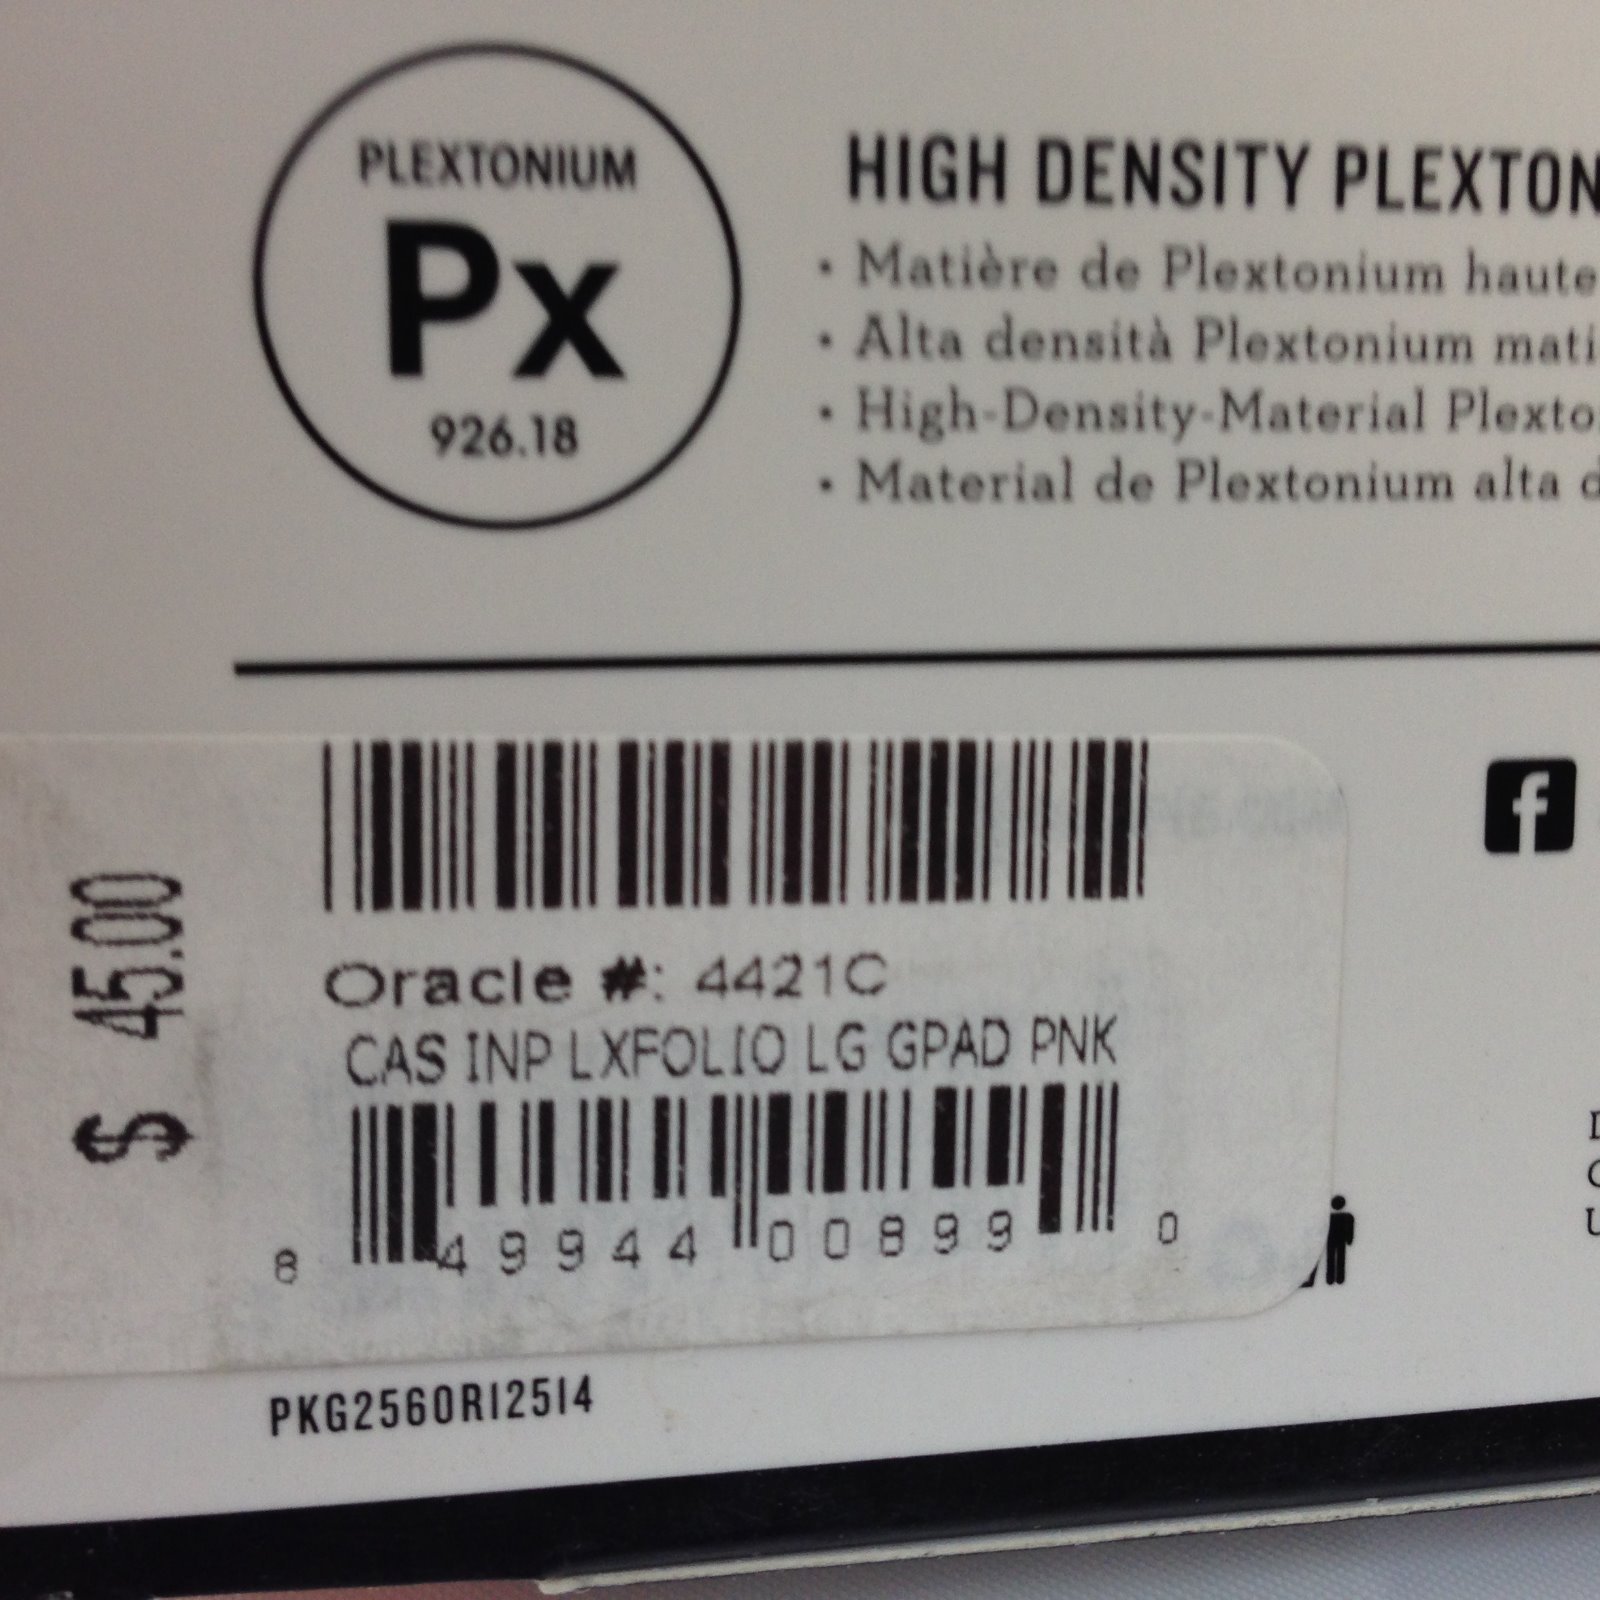 PLEXTONIUM
Px
926.18
HIGH DENSITY PLEXTON
• Matière de Plextonium haute
• Alta densità Plextonium mati
• High-Density-Material Plexto
• Material de Plextonium alta d
f
$ 45.00
Oracle #: 4421C
CAS INP LXFOLIO LG GPAD PNK
8 49944 00899 0
PKG2560R12514